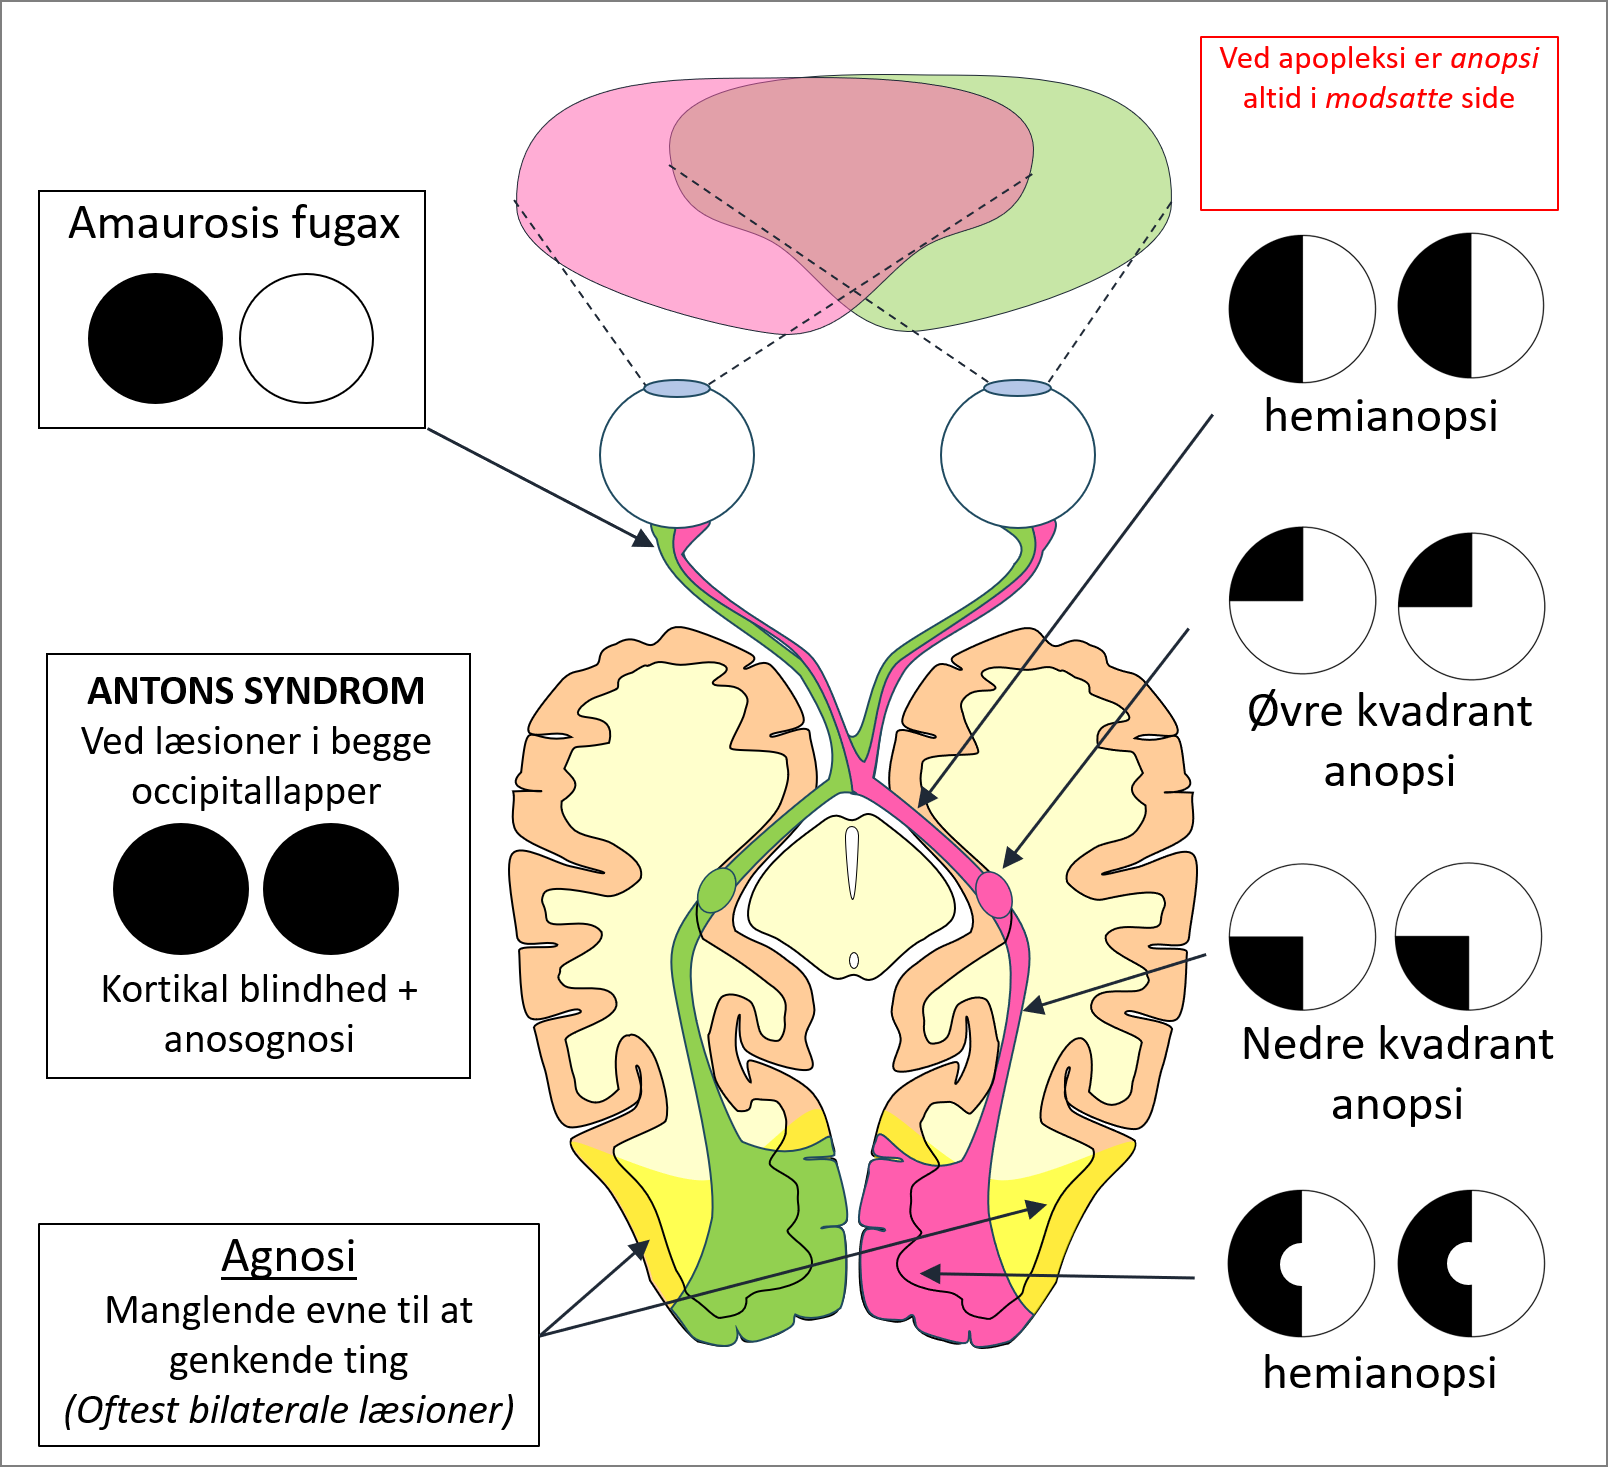 Ved apopleksi er anopsi
altid i modsatte side
Amaurosis fugax
hemianopsi
Øvre kvadrant
anopsi
ANTONS SYNDROM
Ved læsioner i begge
occipitallapper
Kortikal blindhed +
anosognosi
Nedre kvadrant
anopsi
Agnosi
Manglende evne til at
genkende ting
(Oftest bilaterale læsioner)
hemianopsi